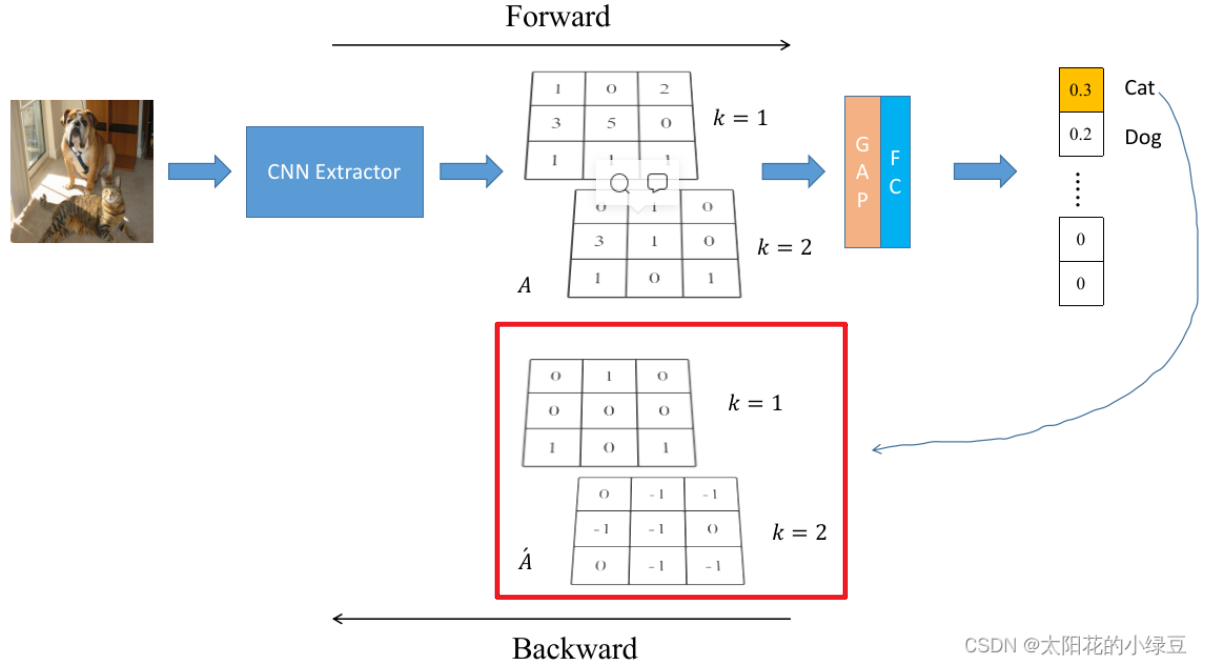 Forward
CNN Extractor
1 0 2
3 5 0
1 1 1
k = 1
0 1 0
3 1 0
1 0 1
k = 2
A
G
A
P
F
C
0.3
Cat
0.2
Dog
0
0
0 1 0
0 0 0
1 0 1
k = 1
0 -1 -1
-1 -1 0
0 -1 -1
k = 2
Á
Backward
CSDN @太阳花的小绿豆